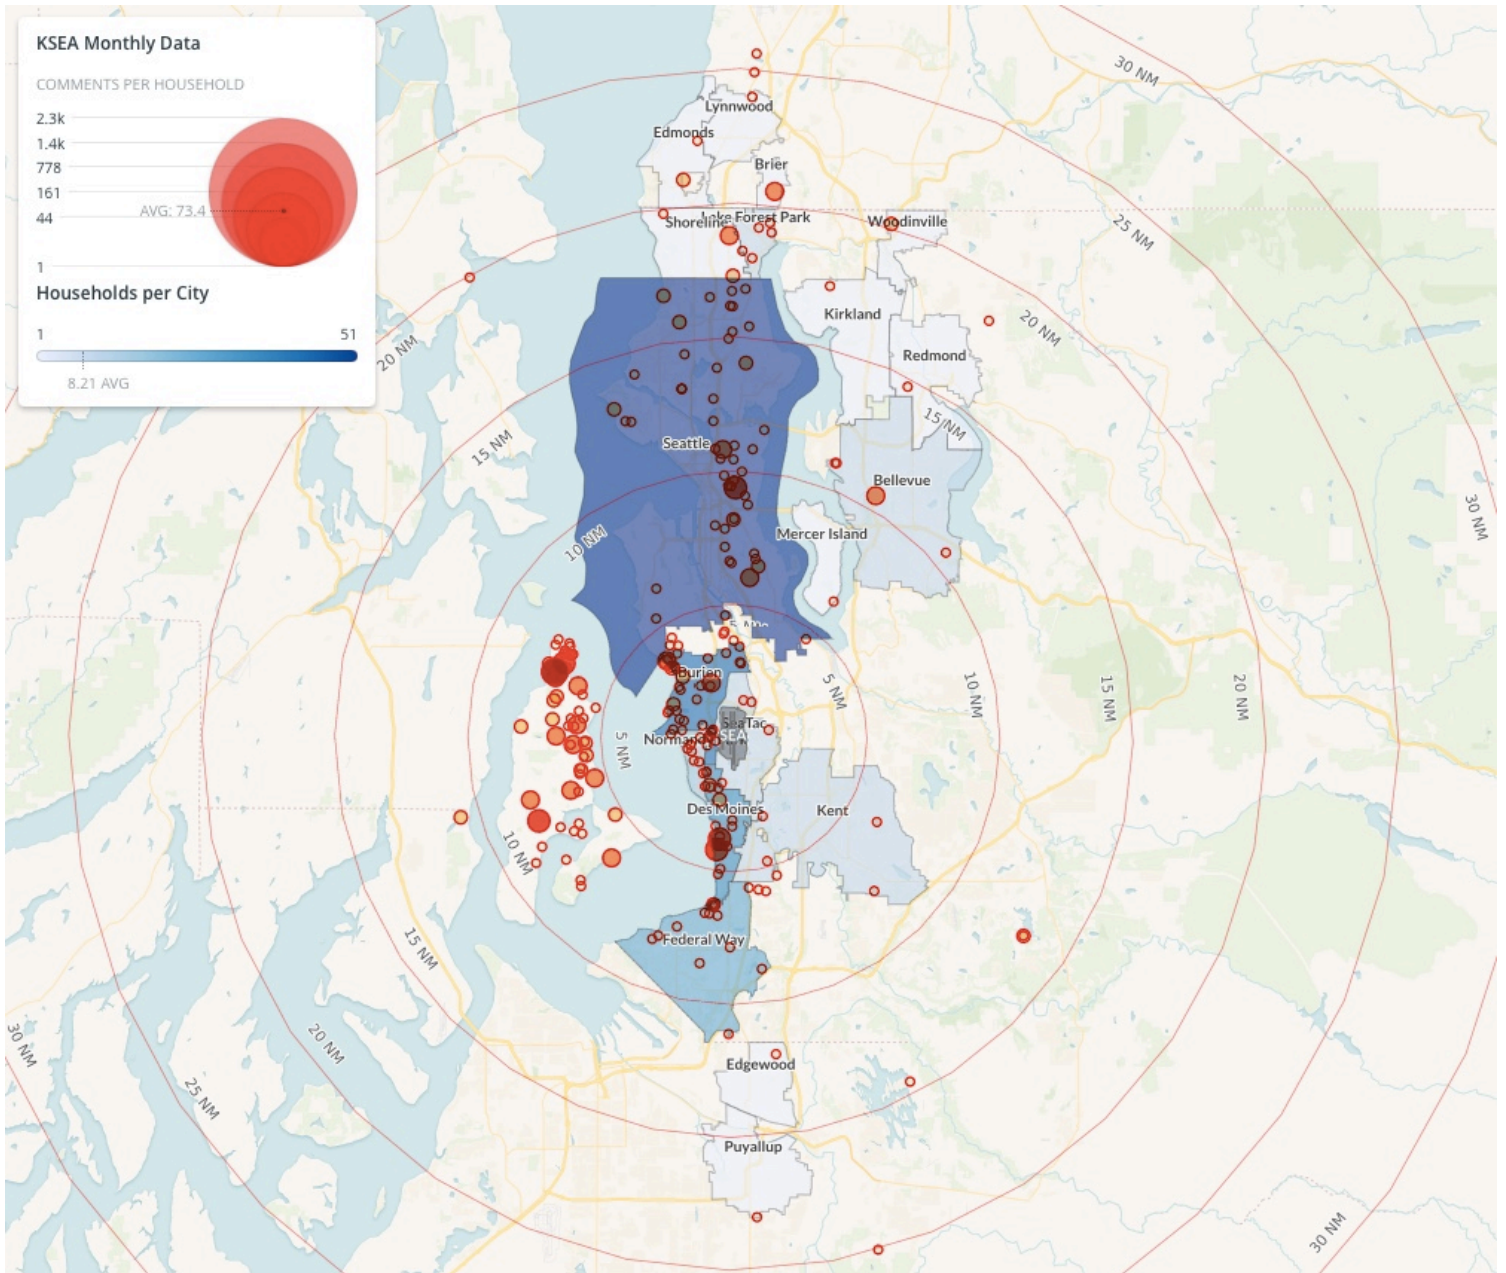 KSEA Monthly Data
COMMENTS PER HOUSEHOLD
2.3k
1.4k
778
161
AVG: 73.4
44
1
Households per City
1 51
8.21 AVG
30 NM
Lynnwood
Edmonds
Brier
Lake Forest Park
Shoreline
Woodinville
25 NM
Kirkland
20 NM
20 NM
Redmond
15 NM
15 NM
Seattle
Bellevue
30 NM
Mercer Island
10 NM
5 NM
Burien
5 NM
10 NM
15 NM
20 NM
SeaTac
SEA
5 NM
Des Moines
Kent
10 NM
Federal Way
15 NM
30 NM
20 NM
Edgewood
25 NM
Puyallup
30 NM